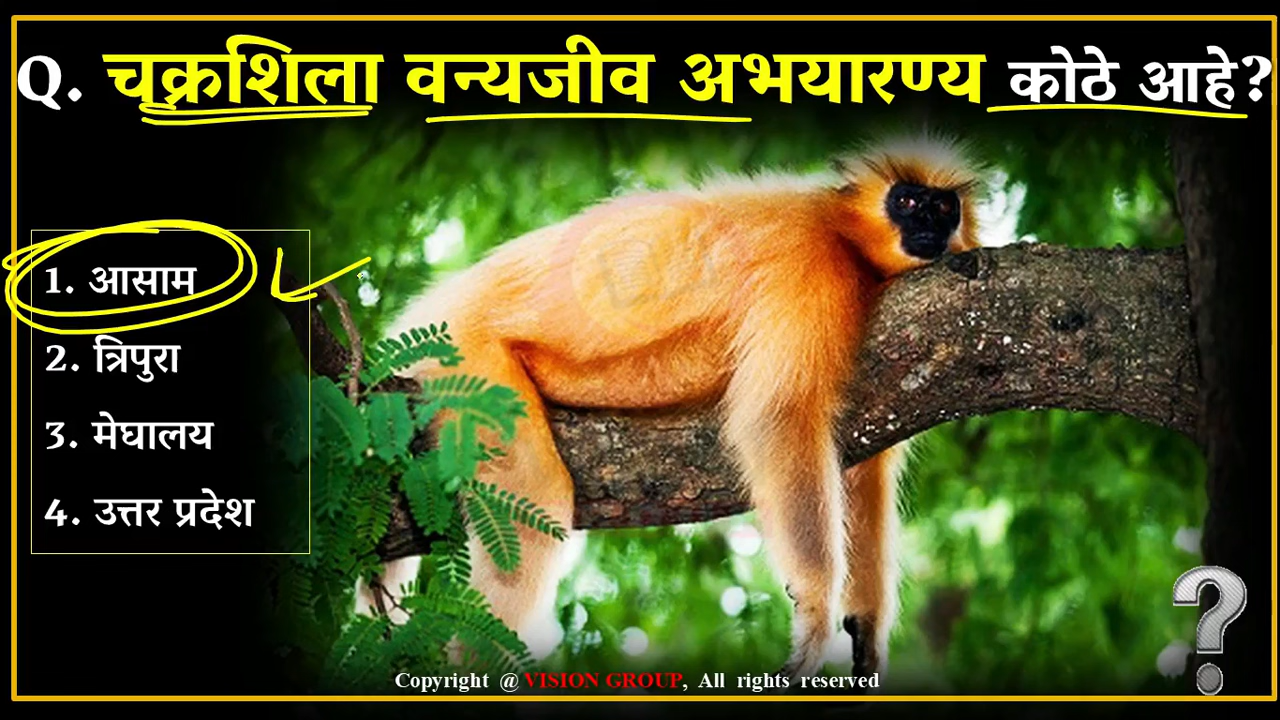 Q. चक्रशिला वन्यजीव अभयारण्य कोठे आहे?
1. आसाम
2. त्रिपुरा
3. मेघालय
4. उत्तर प्रदेश
Copyright @ VISION GROUP, All rights reserved